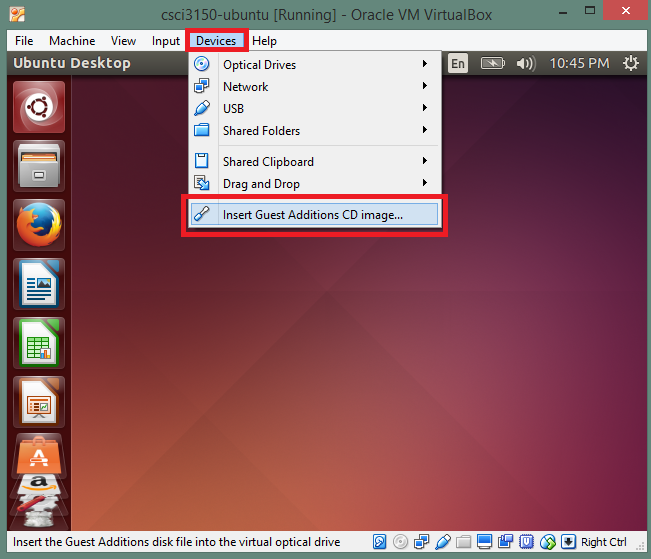 csci3150-ubuntu [Running] - Oracle VM VirtualBox
File Machine View Input Devices Help
Ubuntu Desktop En 10:45 PM
Optical Drives
Network
USB
Shared Folders
Shared Clipboard
Drag and Drop
Insert Guest Additions CD image...
Insert the Guest Additions disk file into the virtual optical drive Right Ctrl